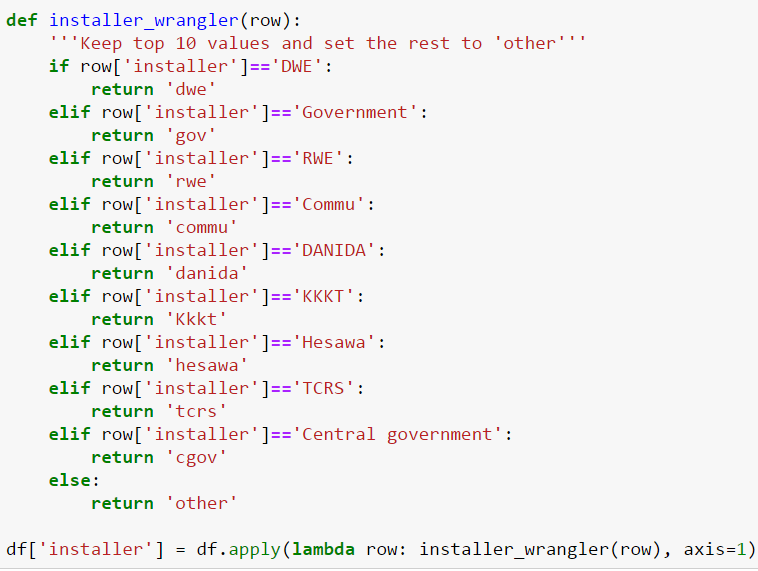 def installer_wrangler(row):
    '''Keep top 10 values and set the rest to 'other'''
    if row['installer']=='DWE':
        return 'dwe'
    elif row['installer']=='Government':
        return 'gov'
    elif row['installer']=='RWE':
        return 'rwe'
    elif row['installer']=='Commu':
        return 'commu'
    elif row['installer']=='DANIDA':
        return 'danida'
    elif row['installer']=='KKKT':
        return 'Kkkt'
    elif row['installer']=='Hesawa':
        return 'hesawa'
    elif row['installer']=='TCRS':
        return 'tcrs'
    elif row['installer']=='Central government':
        return 'cgov'
    else:
        return 'other'
df['installer'] = df.apply(lambda row: installer_wrangler(row), axis=1)